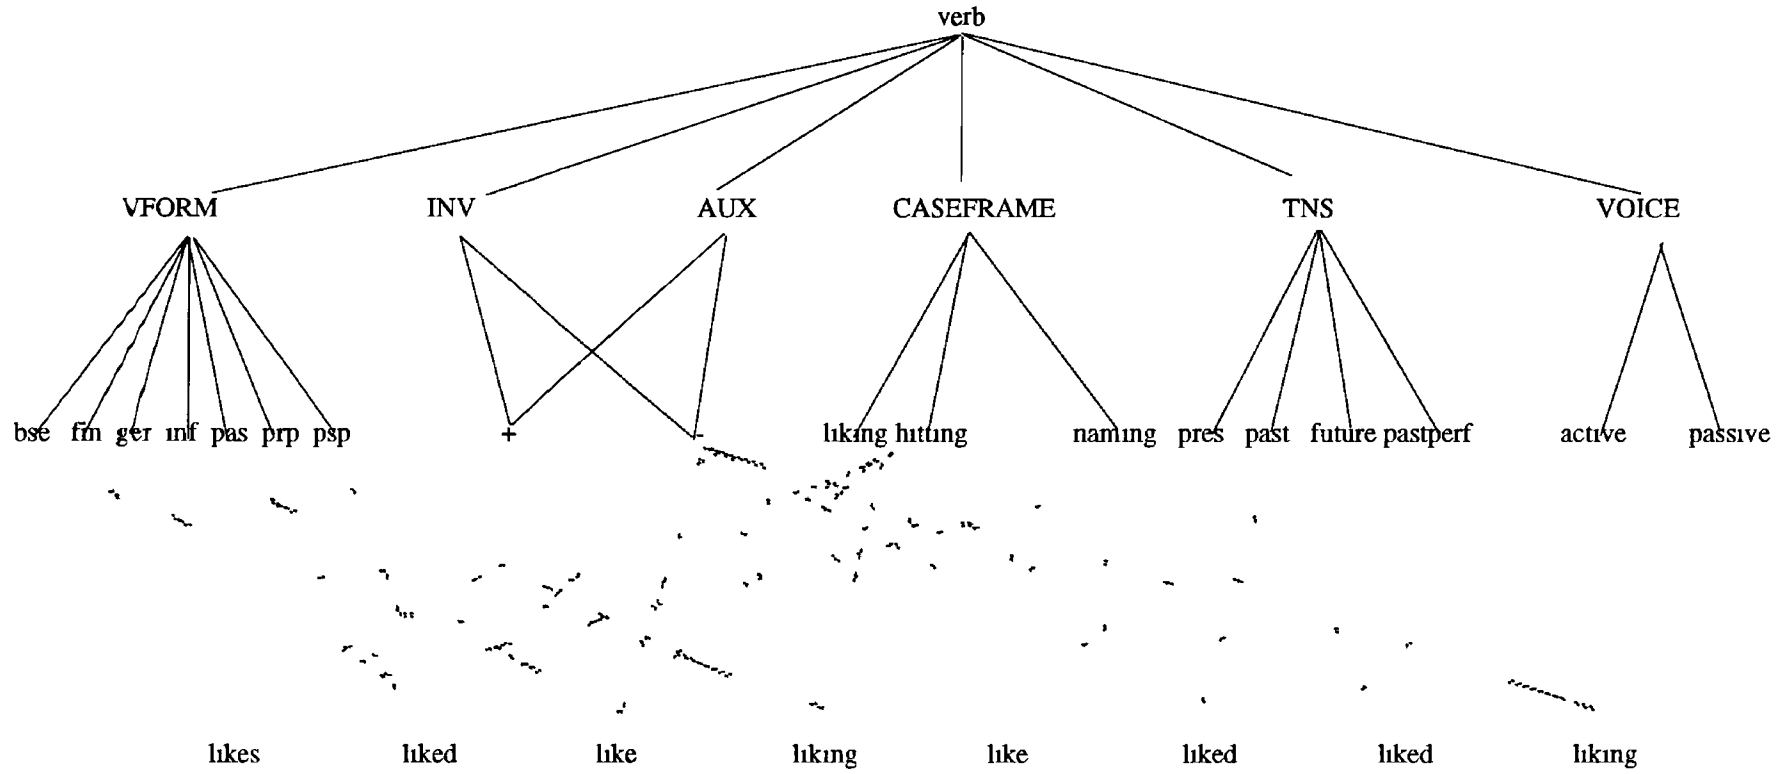 verb
VFORM INV AUX CASEFRAME TNS VOICE
bse fin ger inf pas prp psp + - liking hitting naming pres past future pastperf active passive
likes liked like liking like liked liked liking